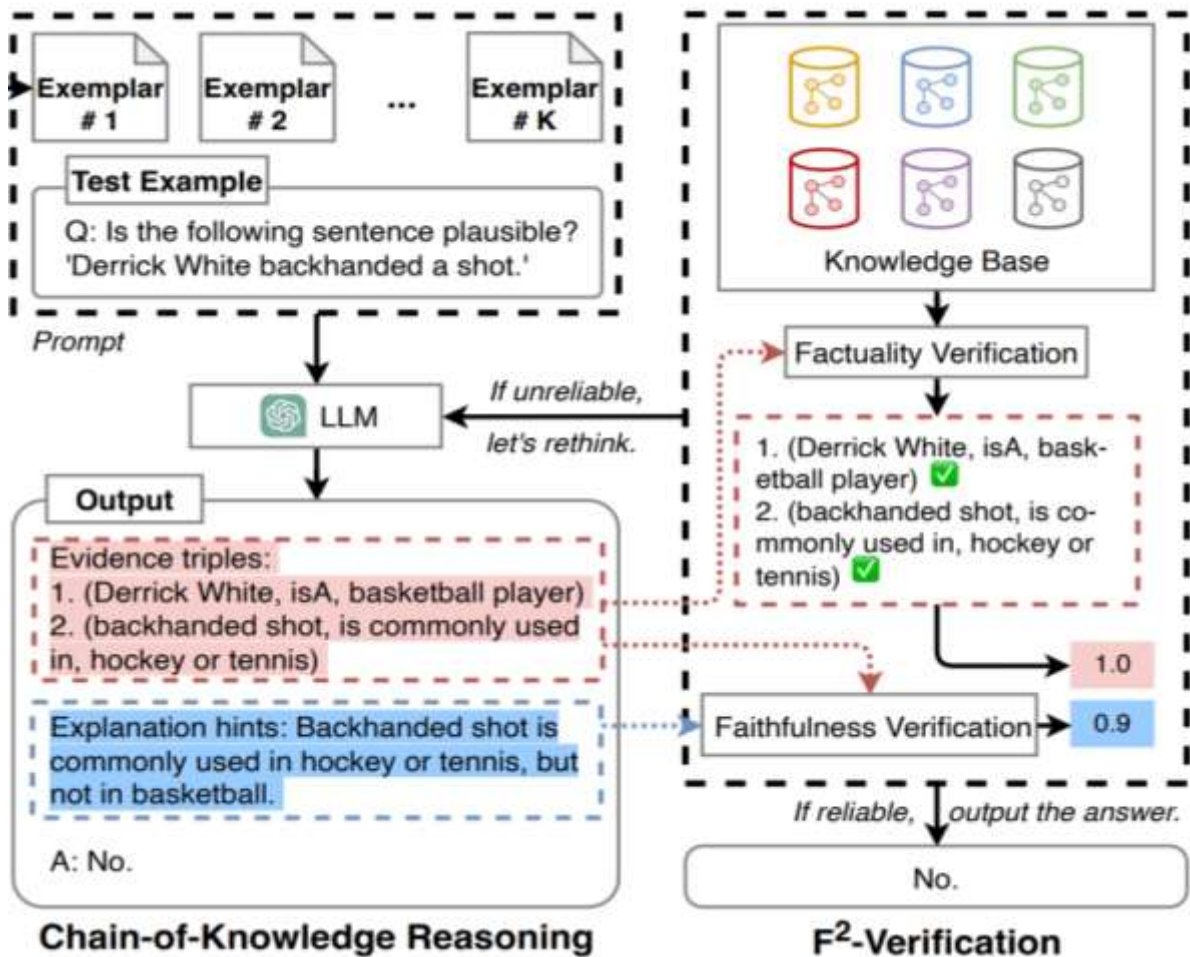 Exemplar
# 1
Exemplar
# 2
...
Exemplar
# K
Test Example
Q: Is the following sentence plausible?
'Derrick White backhanded a shot.'
Prompt
LLM
If unreliable,
let's rethink.
Output
Evidence triples:
1. (Derrick White, isA, basketball player)
2. (backhanded shot, is commonly used
in, hockey or tennis)
Explanation hints: Backhanded shot is
commonly used in hockey or tennis, but
not in basketball.
A: No.
Chain-of-Knowledge Reasoning
Knowledge Base
Factuality Verification
1. (Derrick White, isA, bask-
etball player) ✅
2. (backhanded shot, is co-
mmonly used in, hockey or
tennis) ✅
1.0
Faithfulness Verification
0.9
If reliable, output the answer.
No.
F²-Verification